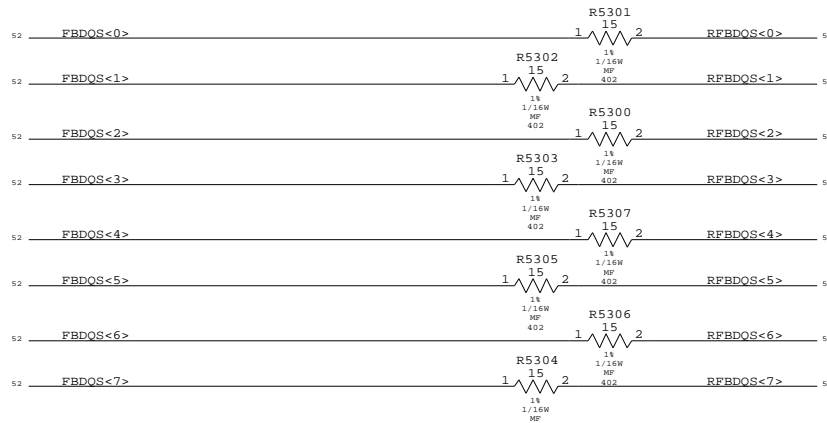 R5301
15
52 FBDQS<0> 1 2 RFBDQS<0> 5
1%
1/16W
MF
402
R5302
15
52 FBDQS<1> 1 2 RFBDQS<1> 5
1%
1/16W
MF
402
R5300
15
52 FBDQS<2> 1 2 RFBDQS<2> 5
1%
1/16W
MF
402
R5303
15
52 FBDQS<3> 1 2 RFBDQS<3> 5
1%
1/16W
MF
402
R5307
15
52 FBDQS<4> 1 2 RFBDQS<4> 5
1%
1/16W
MF
402
R5305
15
52 FBDQS<5> 1 2 RFBDQS<5> 5
1%
1/16W
MF
402
R5306
15
52 FBDQS<6> 1 2 RFBDQS<6> 5
1%
1/16W
MF
402
R5304
15
52 FBDQS<7> 1 2 RFBDQS<7> 5
1%
1/16W
MF